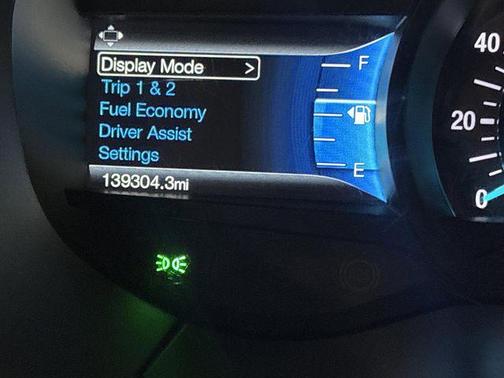 Display Mode >
Trip 1 & 2
Fuel Economy
Driver Assist
Settings
139304.3mi
F
E
40
20
0